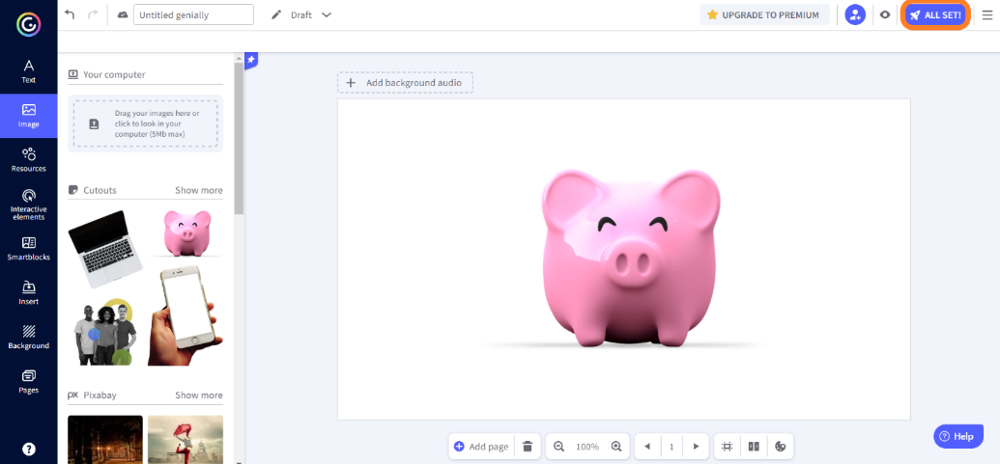 Untitled genially
Draft
UPGRADE TO PREMIUM
ALL SET!
Text
Image
Resources
Interactive
elements
Smartblocks
Insert
Background
Pages
?
Your computer
Drag your images here or
click to look in your
computer (5Mb max)
Cutouts
Show more
px Pixabay
Show more
+ Add background audio
Add page
100%
1
? Help